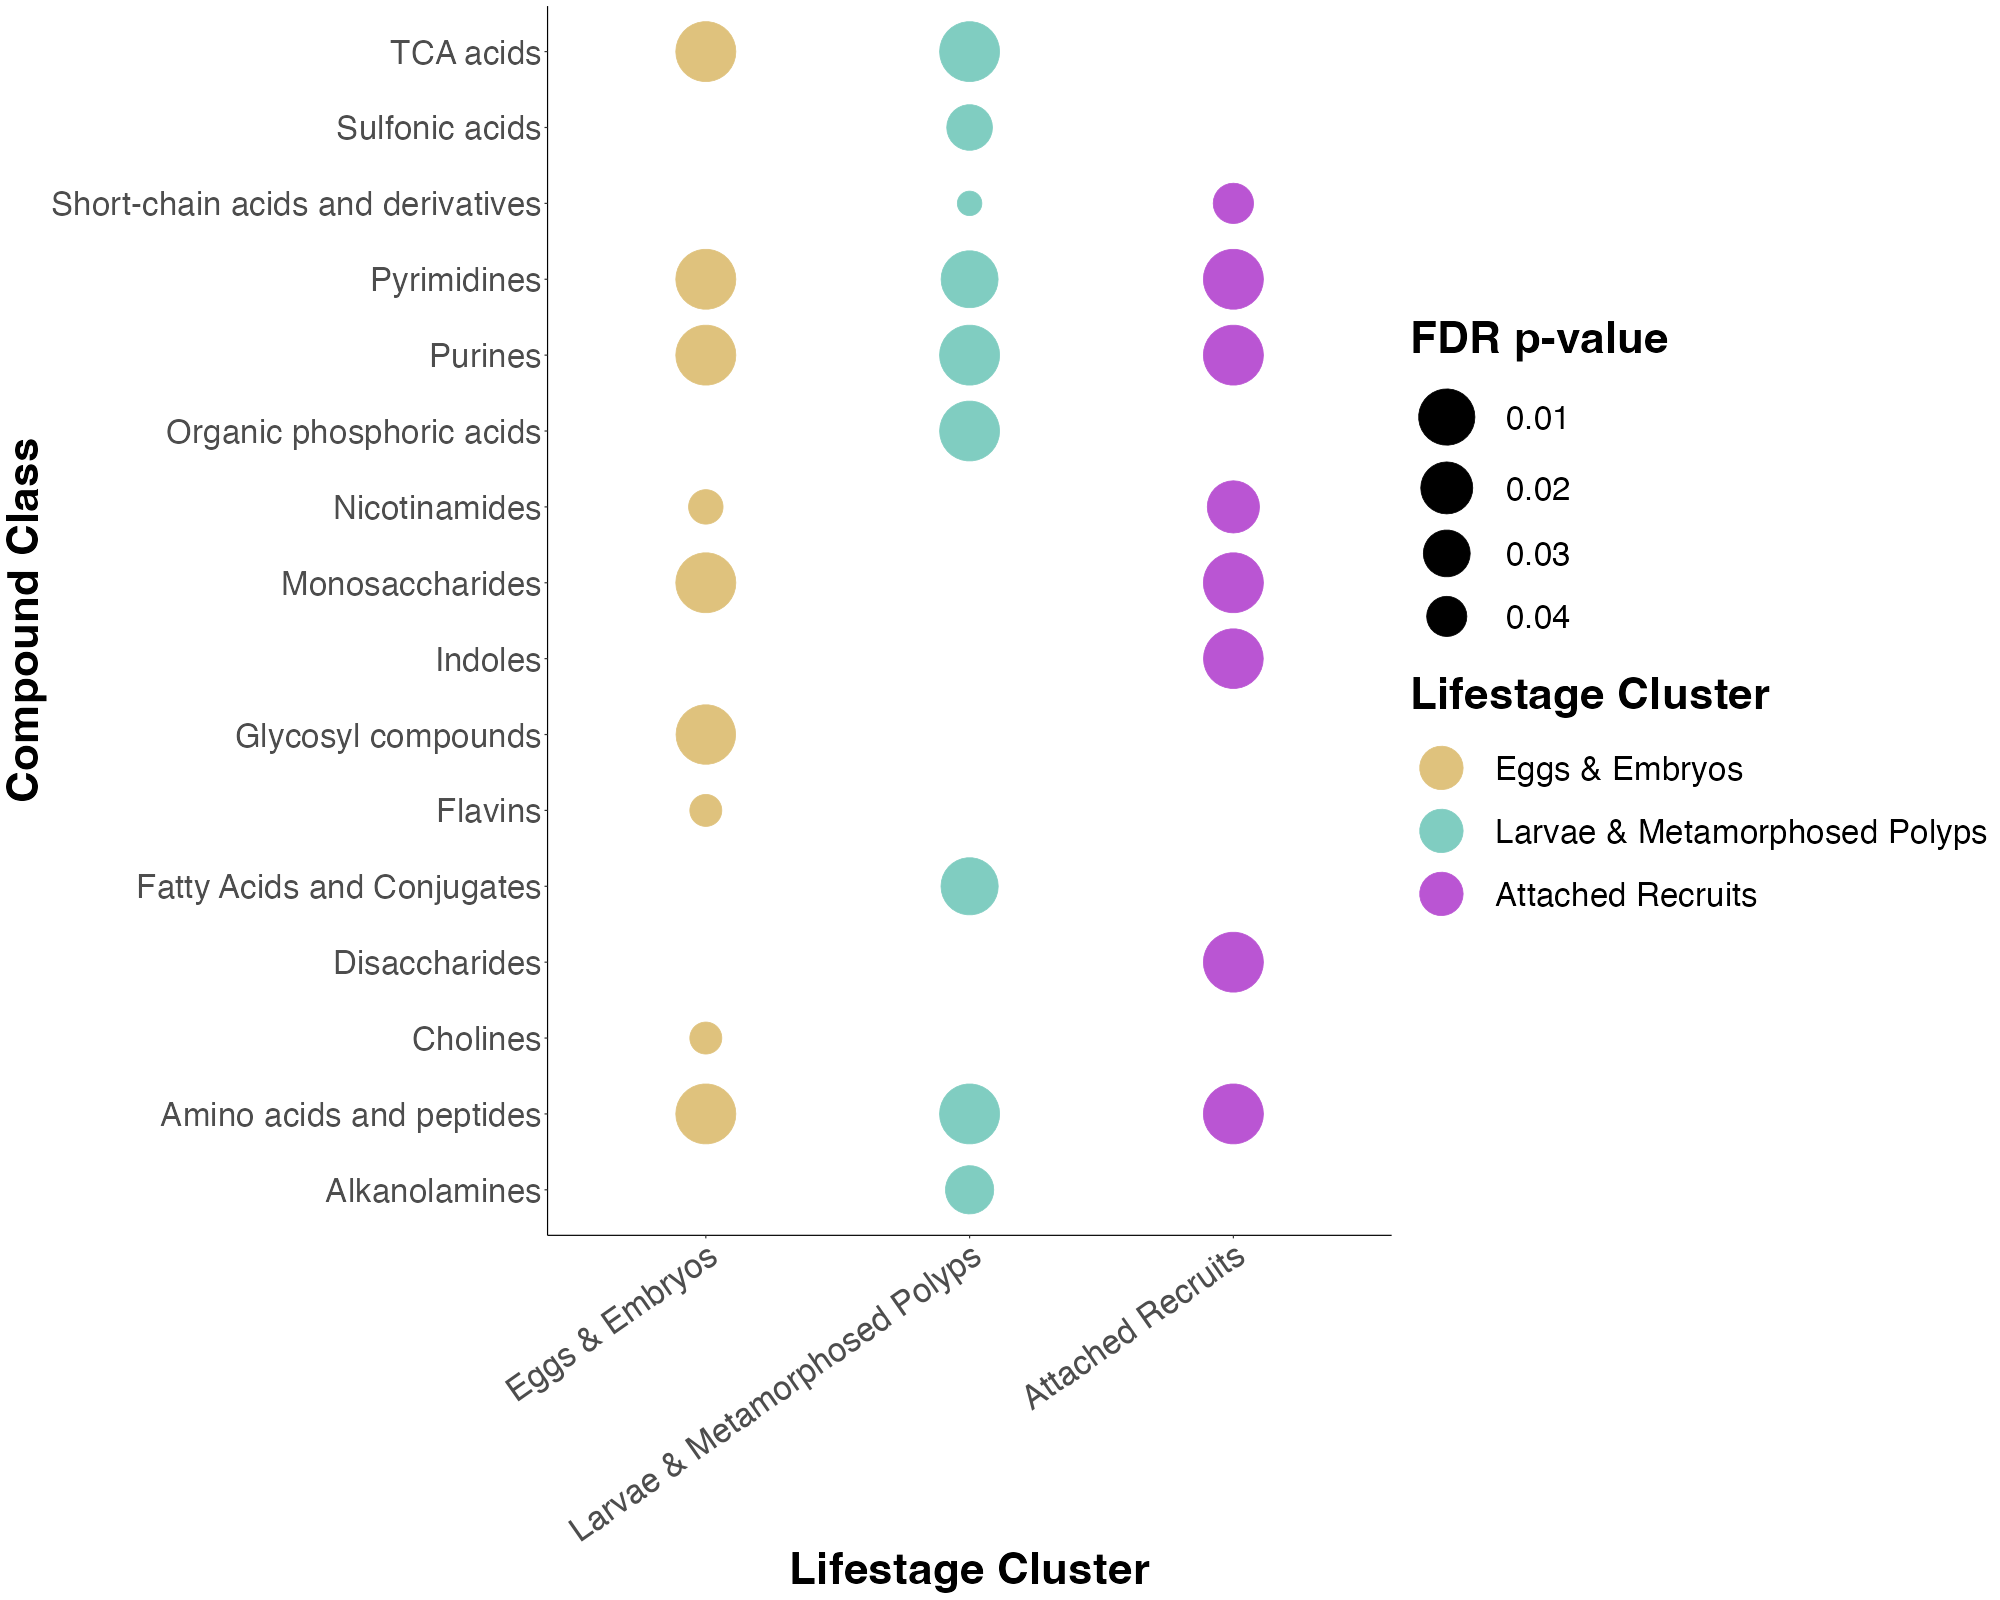 TCA acids
Sulfonic acids
Short-chain acids and derivatives
Pyrimidines
Purines
Organic phosphoric acids
Nicotinamides
Monosaccharides
Indoles
Glycosyl compounds
Flavins
Fatty Acids and Conjugates
Disaccharides
Cholines
Amino acids and peptides
Alkanolamines
Compound Class
Eggs & Embryos
Larvae & Metamorphosed Polyps
Attached Recruits
Lifestage Cluster
FDR p-value
0.01
0.02
0.03
0.04
Lifestage Cluster
Eggs & Embryos
Larvae & Metamorphosed Polyps
Attached Recruits